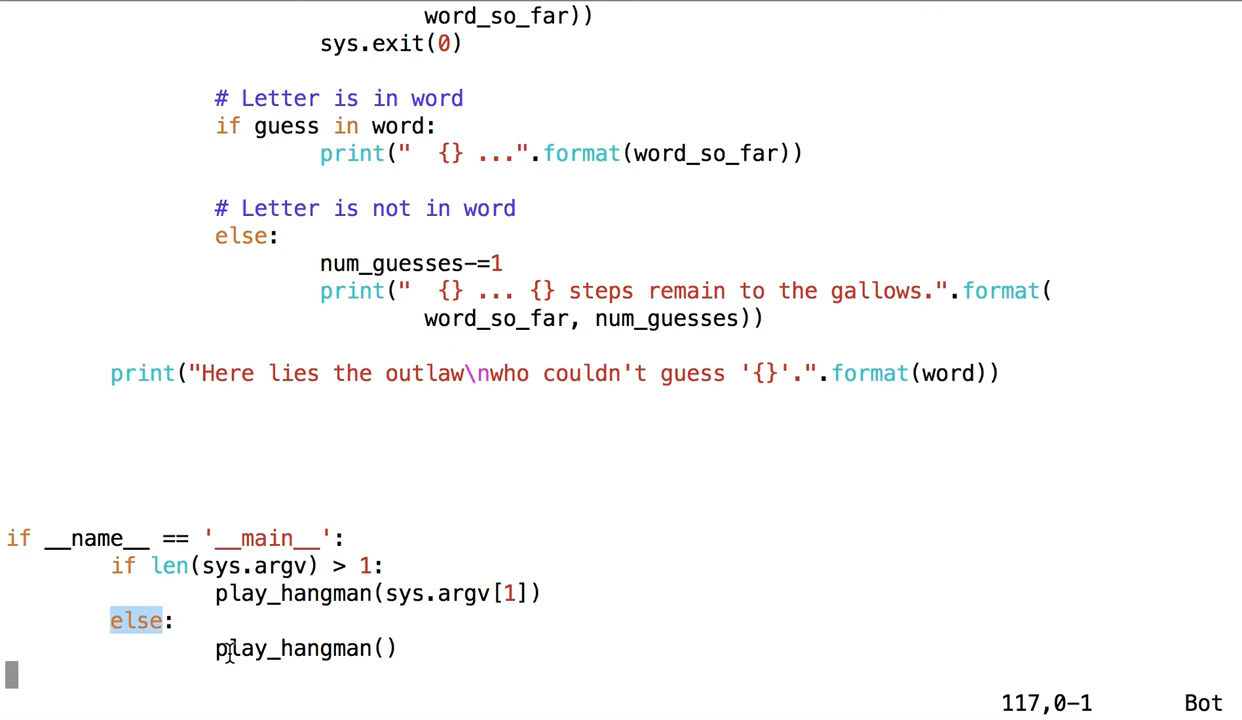 word_so_far))
sys.exit(0)
# Letter is in word
if guess in word:
print("  {} ...".format(word_so_far))
# Letter is not in word
else:
num_guesses-=1
print("  {} ... {} steps remain to the gallows.".format(
word_so_far, num_guesses))
print("Here lies the outlaw\nwho couldn't guess '{}'.".format(word))
if __name__ == '__main__':
if len(sys.argv) > 1:
play_hangman(sys.argv[1])
else:
play_hangman()
117,0-1 Bot